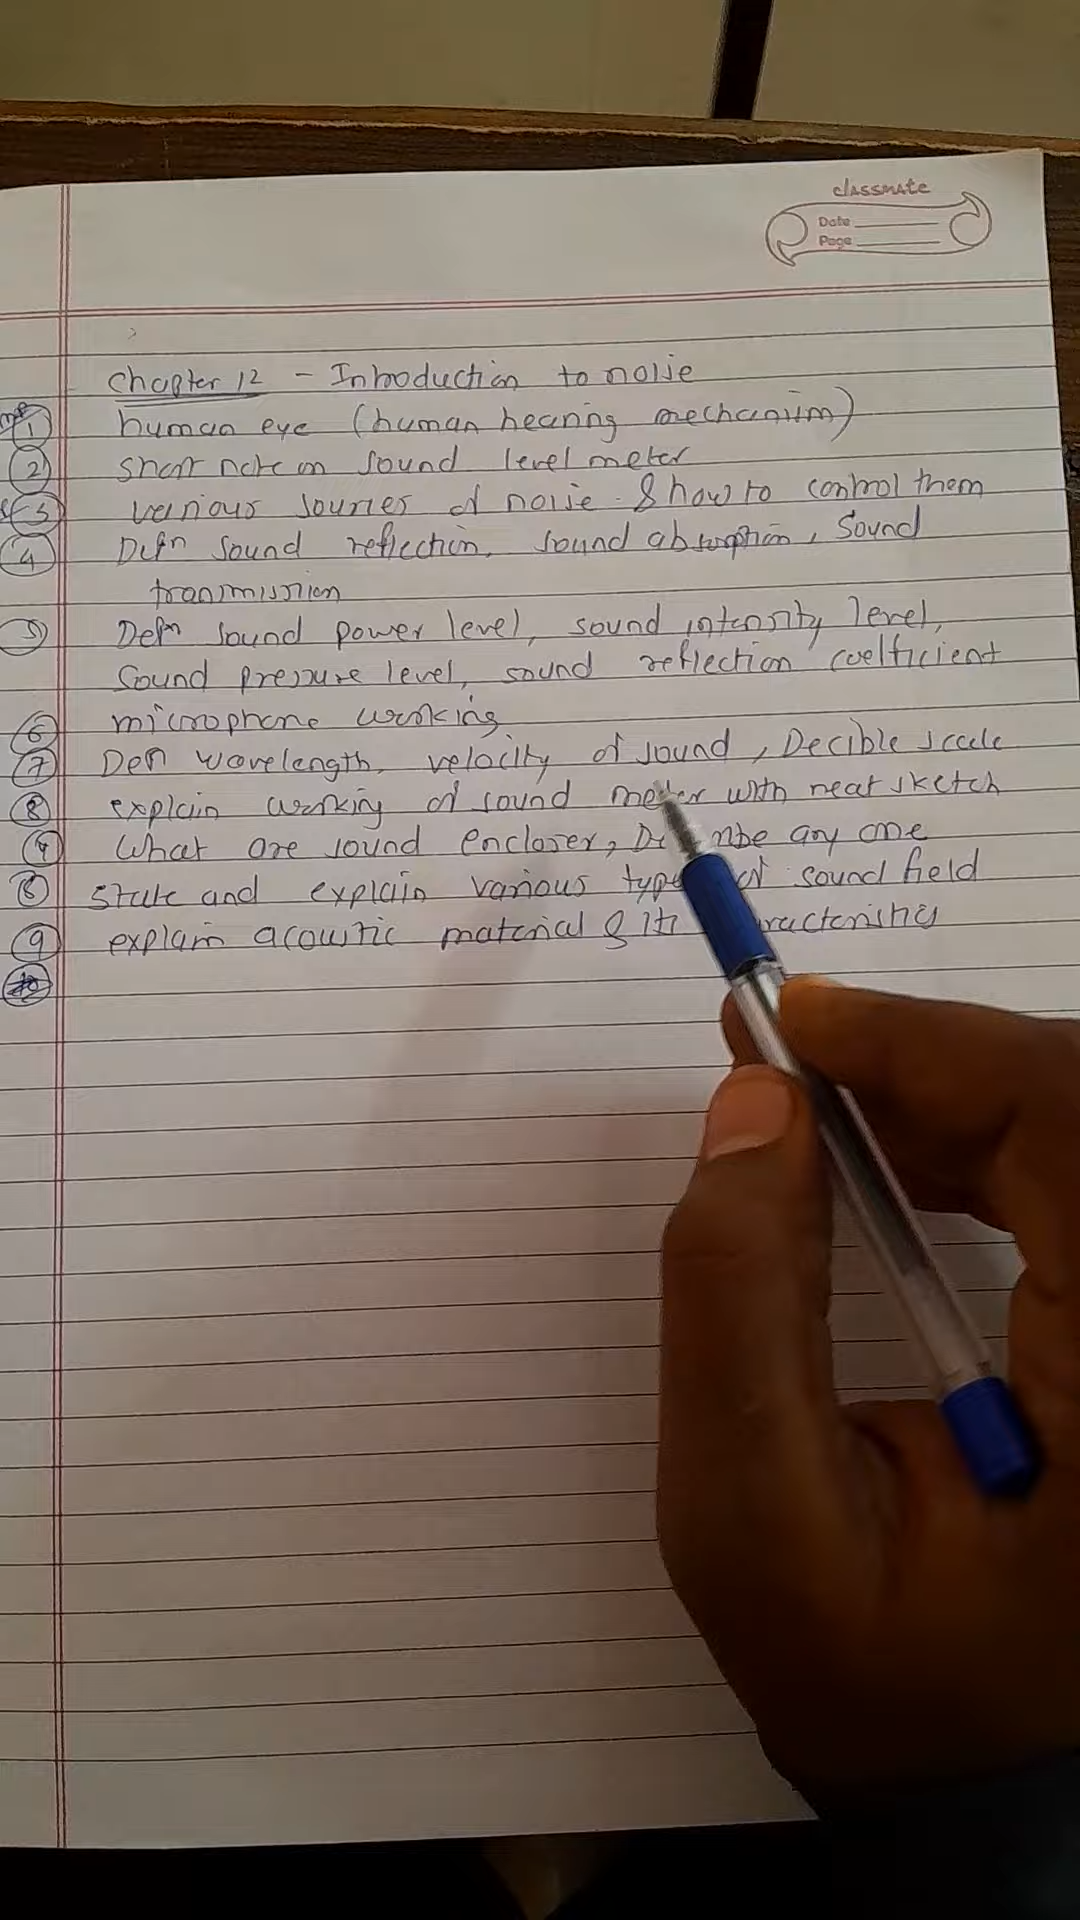 classmate
Date
Page
Chapter 12 - Introduction to noise
imp
1 human eye (human hearing mechanism)
2 Short note on sound level meter
3 various sources of noise & how to control them
4 Defn sound reflection, sound absorption, Sound
transmission
5 Defn sound power level, sound intensity level,
Sound pressure level, sound reflection coefficient
6 microphone working
7 Defn wavelength, velocity of sound, Decible scale
8 explain working of sound meter with neat sketch
9 What are sound encloser, any one
8 State and explain various type of sound field
9 explain acoustic material &